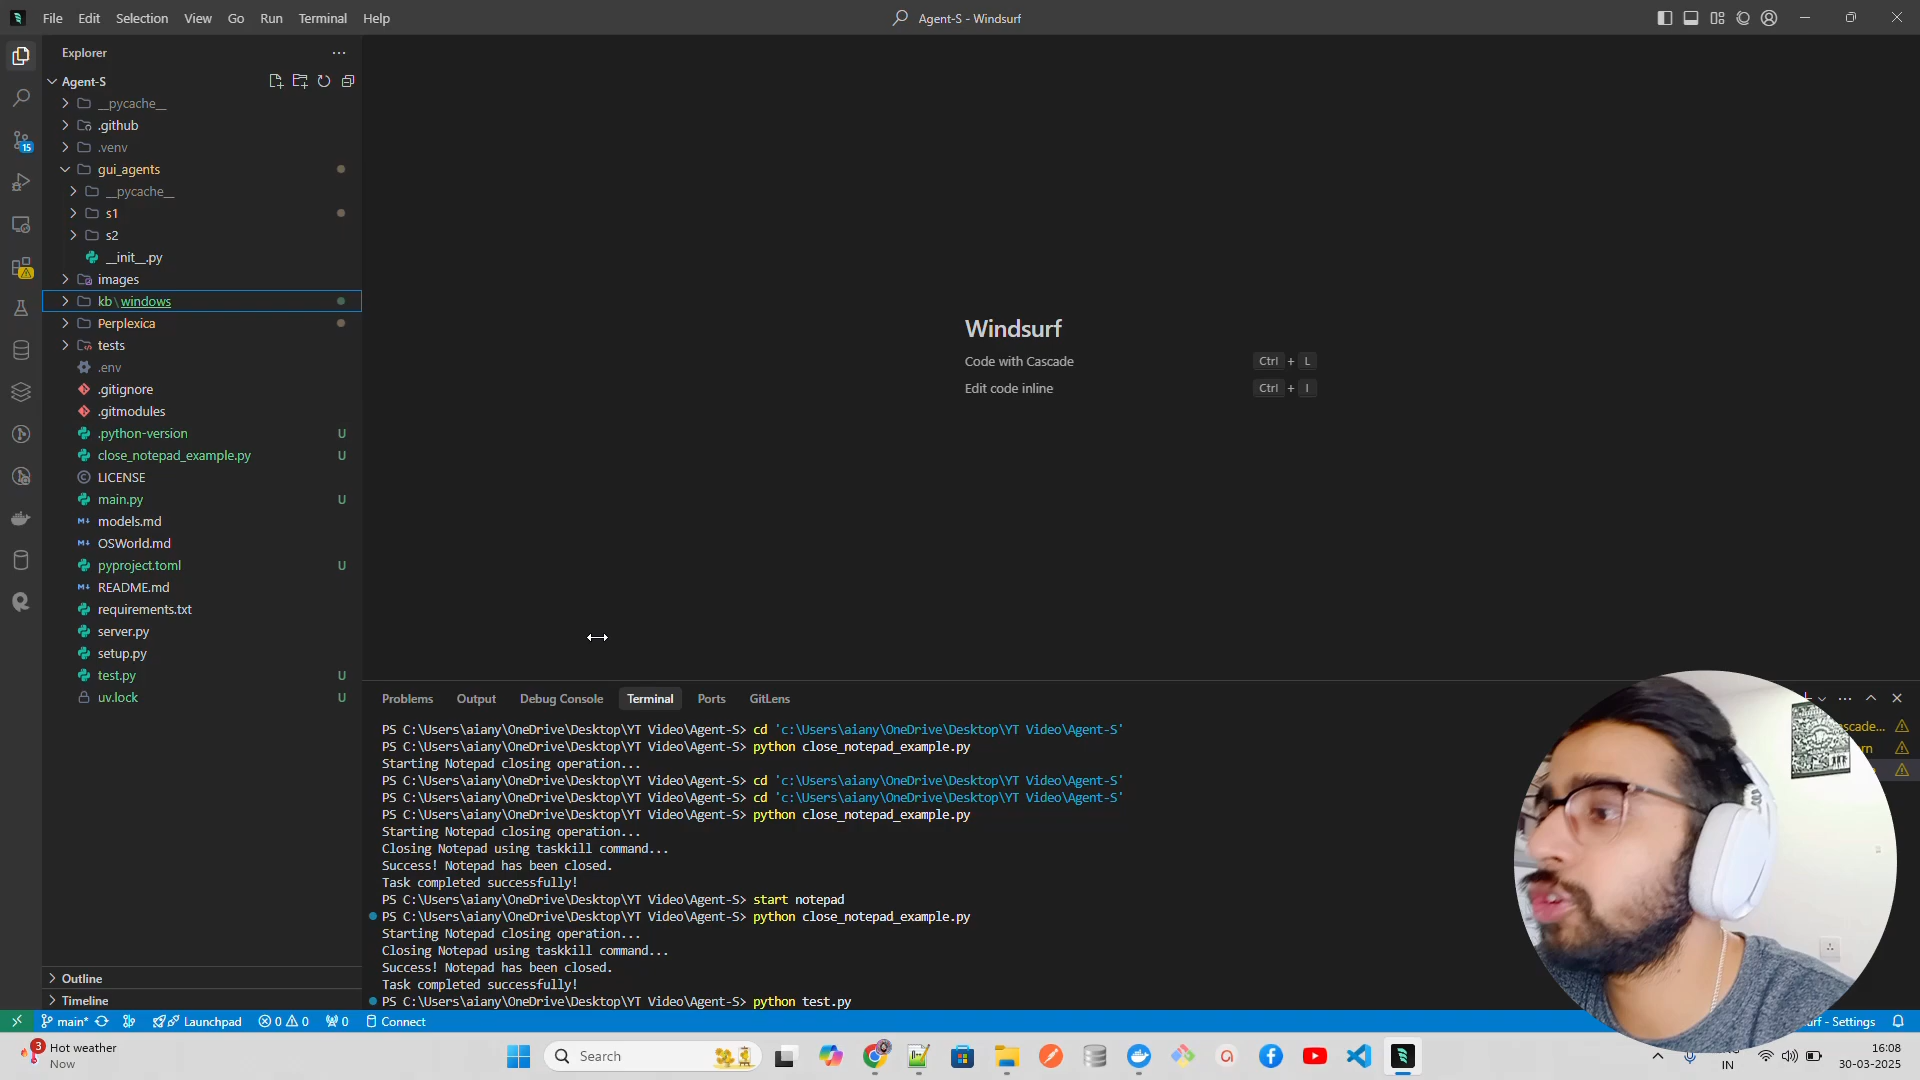 File Edit Selection View Go Run Terminal Help
Agent-S - Windsurf
Explorer
Agent-S
__pycache__
.github
15
.venv
gui_agents
__pycache__
s1
s2
__init__.py
images
kb\windows
Perplexica
tests
.env
.gitignore
.gitmodules
.python-version U
close_notepad_example.py U
LICENSE
main.py U
models.md
OSWorld.md
pyproject.toml U
README.md
requirements.txt
server.py
setup.py
test.py U
uv.lock U
Outline
Timeline
Windsurf
Code with Cascade Ctrl + L
Edit code inline Ctrl + I
Problems Output Debug Console Terminal Ports GitLens
PS C:\Users\aiany\OneDrive\Desktop\YT Video\Agent-S> cd 'c:\Users\aiany\OneDrive\Desktop\YT Video\Agent-S'
PS C:\Users\aiany\OneDrive\Desktop\YT Video\Agent-S> python close_notepad_example.py
Starting Notepad closing operation...
PS C:\Users\aiany\OneDrive\Desktop\YT Video\Agent-S> cd 'c:\Users\aiany\OneDrive\Desktop\YT Video\Agent-S'
PS C:\Users\aiany\OneDrive\Desktop\YT Video\Agent-S> cd 'c:\Users\aiany\OneDrive\Desktop\YT Video\Agent-S'
PS C:\Users\aiany\OneDrive\Desktop\YT Video\Agent-S> python close_notepad_example.py
Starting Notepad closing operation...
Closing Notepad using taskkill command...
Success! Notepad has been closed.
Task completed successfully!
PS C:\Users\aiany\OneDrive\Desktop\YT Video\Agent-S> start notepad
PS C:\Users\aiany\OneDrive\Desktop\YT Video\Agent-S> python close_notepad_example.py
Starting Notepad closing operation...
Closing Notepad using taskkill command...
Success! Notepad has been closed.
Task completed successfully!
PS C:\Users\aiany\OneDrive\Desktop\YT Video\Agent-S> python test.py
main* Launchpad 0 0 0 Connect
- Settings
3 Hot weather
Now
Search
IN
16:08
30-03-2025